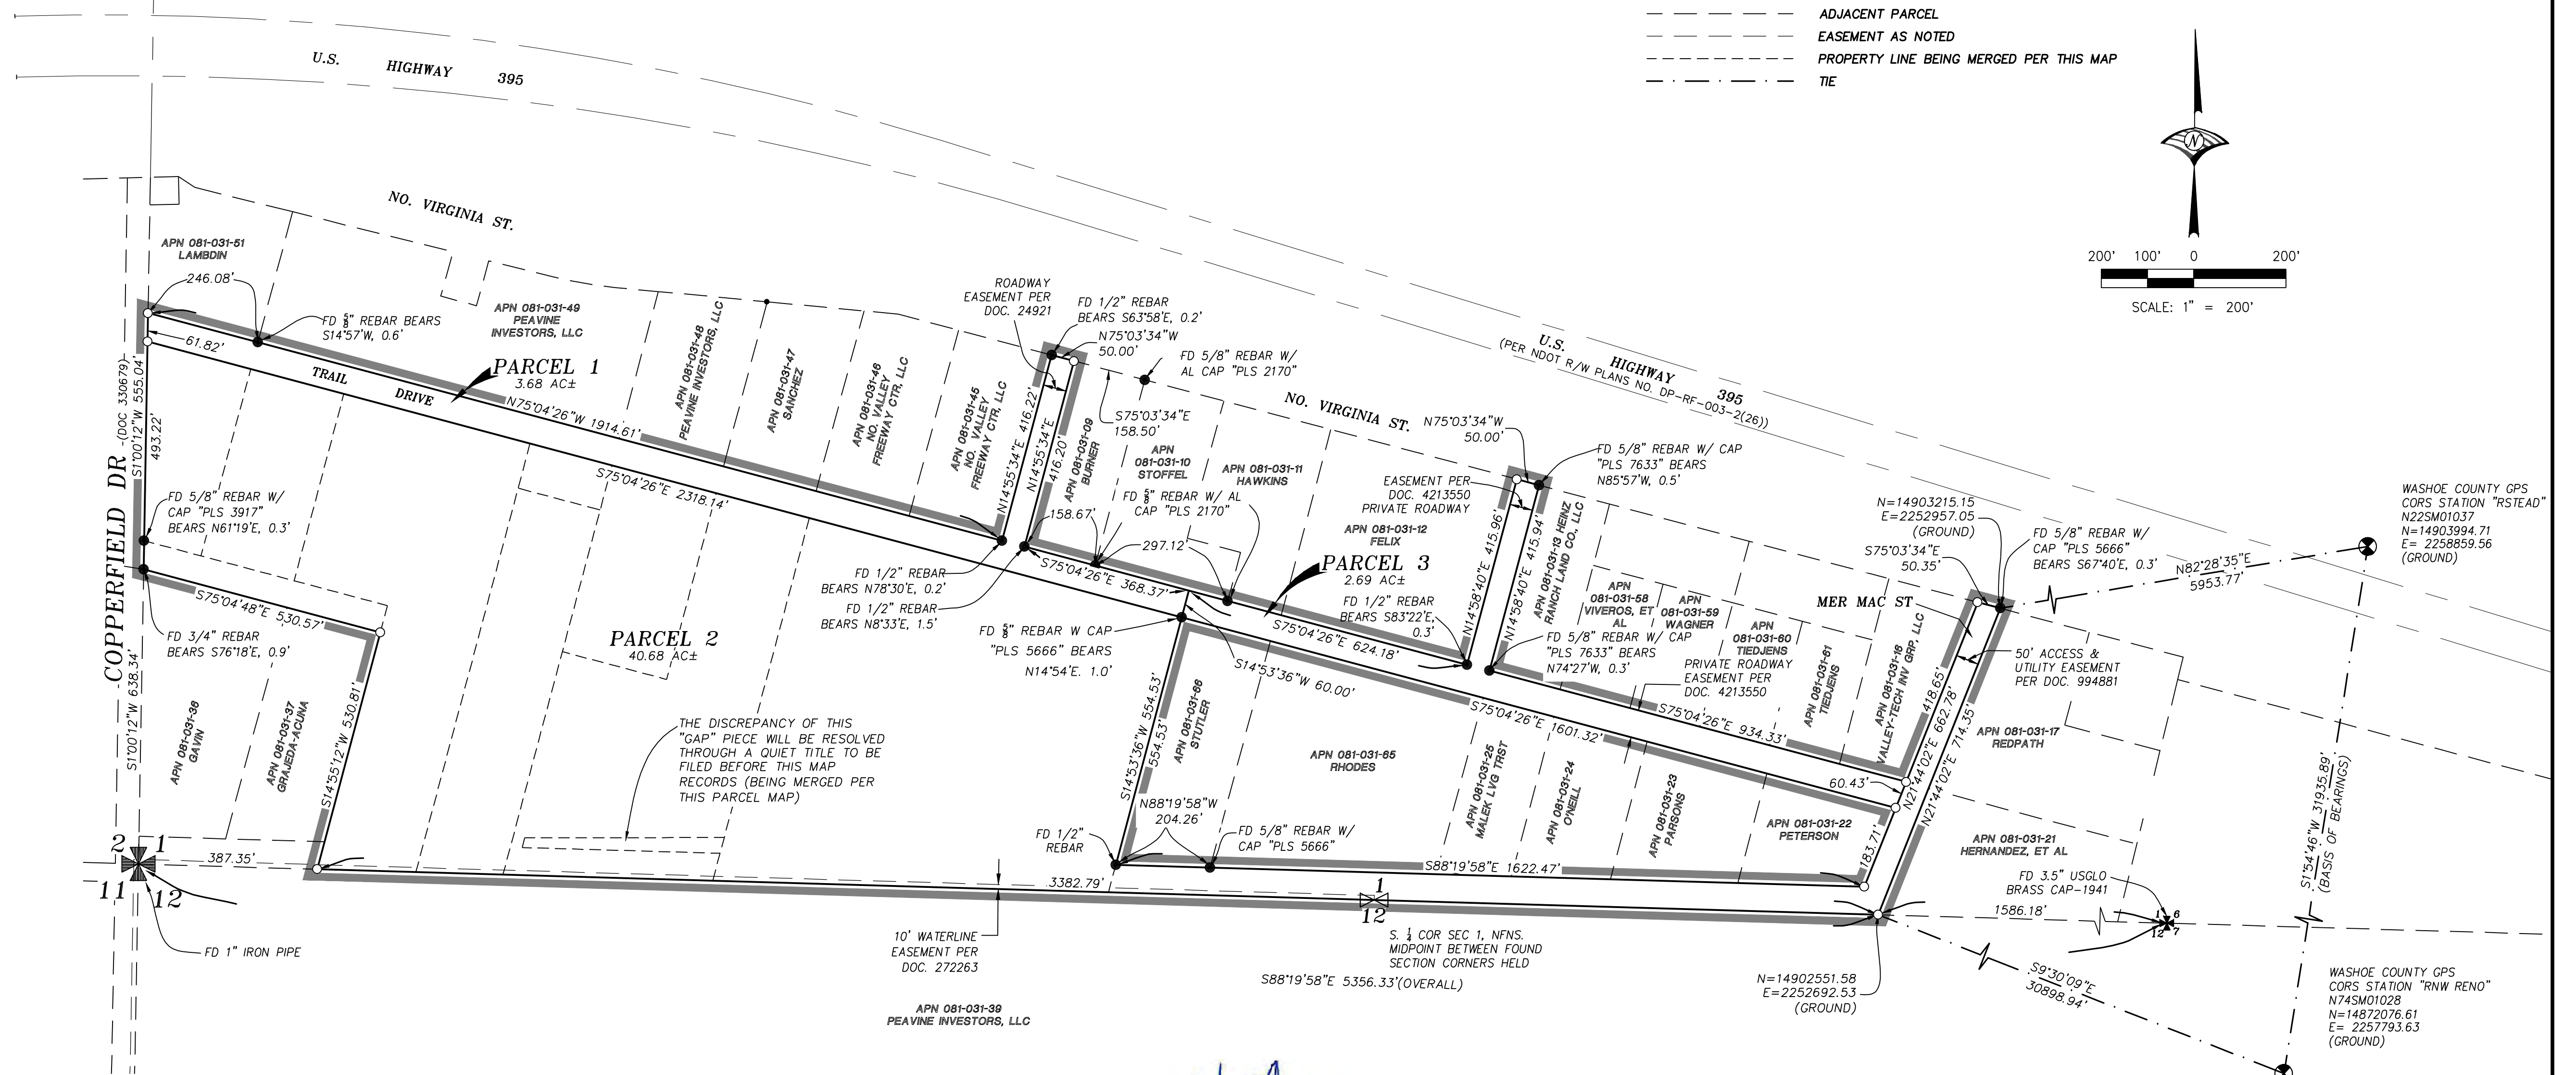 ADJACENT PARCEL
EASEMENT AS NOTED
PROPERTY LINE BEING MERGED PER THIS MAP
TIE
U.S. HIGHWAY 395
N
200' 100' 0 200'
SCALE: 1" = 200'
NO. VIRGINIA ST.
APN 081-031-51
LAMBDIN
246.08'
FD 5/8" REBAR BEARS
S14°57'W, 0.6'
61.82'
APN 081-031-49
PEAVINE
INVESTORS, LLC
PARCEL 1
3.68 AC±
TRAIL DRIVE
N75°04'26"W 1914.61'
S75°04'26"E 2318.14'
APN 081-031-48
PEAVINE INVESTORS, LLC
APN 081-031-47
SANCHEZ
APN 081-031-46
NO. VALLEY
FREEWAY CTR. LLC
APN 081-031-45
NO. VALLEY
FREEWAY CTR. LLC
ROADWAY
EASEMENT PER
DOC. 24921
FD 1/2" REBAR
BEARS S63°58'E, 0.2'
N75°03'34"W
50.00'
N14°55'34"E 416.22'
N14°55'34"E
416.20'
APN 081-031-09
BURNER
FD 5/8" REBAR W/
AL CAP "PLS 2170"
S75°03'34"E
158.50'
APN
081-031-10
STOFFEL
APN 081-031-11
HAWKINS
FD 5/8" REBAR W/ AL
CAP "PLS 2170"
158.67'
297.12'
NO. VIRGINIA ST.
U.S. HIGHWAY 395
(PER NDOT R/W PLANS NO. DP-RF-003-2(26))
N75°03'34"W
50.00'
FD 5/8" REBAR W/ CAP
"PLS 7633" BEARS
N85°57'W, 0.5'
EASEMENT PER
DOC. 4213550
PRIVATE ROADWAY
APN 081-031-12
FELIX
PARCEL 3
2.69 AC±
FD 1/2" REBAR
BEARS S83°22'E,
0.3'
N14°58'40"E 415.96'
N14°58'40"E 415.94'
APN 081-031-13 HEINZ
RANCH LAND CO., LLC
APN
081-031-58
VIVEROS, ET
AL
APN
081-031-59
WAGNER
APN
081-031-60
TIEDJENS
PRIVATE ROADWAY
EASEMENT PER
DOC. 4213550
FD 5/8" REBAR W/ CAP
"PLS 7633" BEARS
N74°27'W, 0.3'
APN 081-031-61
TIEDJENS
APN 081-031-16
VALLEY-TECH INV GRP, LLC
MER MAC ST
N=14903215.15
E=2252957.05
(GROUND)
S75°03'34"E
50.35'
FD 5/8" REBAR W/
CAP "PLS 5666"
BEARS S67°40'E, 0.3'
N82°28'35"E
5953.77'
WASHOE COUNTY GPS
CORS STATION "RSTEAD"
N22SM01037
N=14903994.71
E= 2258859.56
(GROUND)
50' ACCESS &
UTILITY EASEMENT
PER DOC. 994881
418.65'
N21°44'02"E 662.78'
N21°44'02"E 714.35'
60.43'
183.71'
APN 081-031-17
REDPATH
COPPERFIELD DR
(DOC 330679)
S1°00'12"W 555.04'
493.22'
FD 5/8" REBAR W/
CAP "PLS 3917"
BEARS N61°19'E, 0.3'
S75°04'48"E 530.57'
FD 3/4" REBAR
BEARS S76°18'E, 0.9'
S1°00'12"W 638.34'
APN 081-031-36
GAVIN
APN 081-031-37
GRAJEDA-ACUNA
S14°55'12"W 530.81'
PARCEL 2
40.68 AC±
THE DISCREPANCY OF THIS
"GAP" PIECE WILL BE RESOLVED
THROUGH A QUIET TITLE TO BE
FILED BEFORE THIS MAP
RECORDS (BEING MERGED PER
THIS PARCEL MAP)
FD 1/2" REBAR
BEARS N78°30'E, 0.2'
FD 1/2" REBAR
BEARS N8°33'E, 1.5'
S75°04'26"E 368.37'
S75°04'26"E 624.18'
FD 5/8" REBAR W CAP
"PLS 5666" BEARS
N14°54'E. 1.0'
S14°53'36"W 60.00'
S14°53'36"W 554.53'
554.53'
APN 081-031-66
STUTLER
S75°04'26"E 1601.32'
S75°04'26"E 934.33'
APN 081-031-65
RHODES
APN 081-031-25
MALEK LVG TRST
APN 081-031-24
O'NEILL
APN 081-031-23
PARSONS
APN 081-031-22
PETERSON
N88°19'58"W
204.26'
FD 1/2"
REBAR
FD 5/8" REBAR W/
CAP "PLS 5666"
S88°19'58"E 1622.47'
APN 081-031-21
HERNANDEZ, ET AL
FD 3.5" USGLO
BRASS CAP-1941
S1°54'46"W 31935.89'
(BASIS OF BEARINGS)
2 1
11 12
387.35'
FD 1" IRON PIPE
3382.79'
10' WATERLINE
EASEMENT PER
DOC. 272263
1
12
S. 1/4 COR SEC 1, NFNS.
MIDPOINT BETWEEN FOUND
SECTION CORNERS HELD
S88°19'58"E 5356.33'(OVERALL)
1586.18'
1 6
12 7
N=14902551.58
E=2252692.53
(GROUND)
S9°30'09"E
30898.94'
WASHOE COUNTY GPS
CORS STATION "RNW RENO"
N74SM01028
N=14872076.61
E= 2257793.63
(GROUND)
APN 081-031-39
PEAVINE INVESTORS, LLC